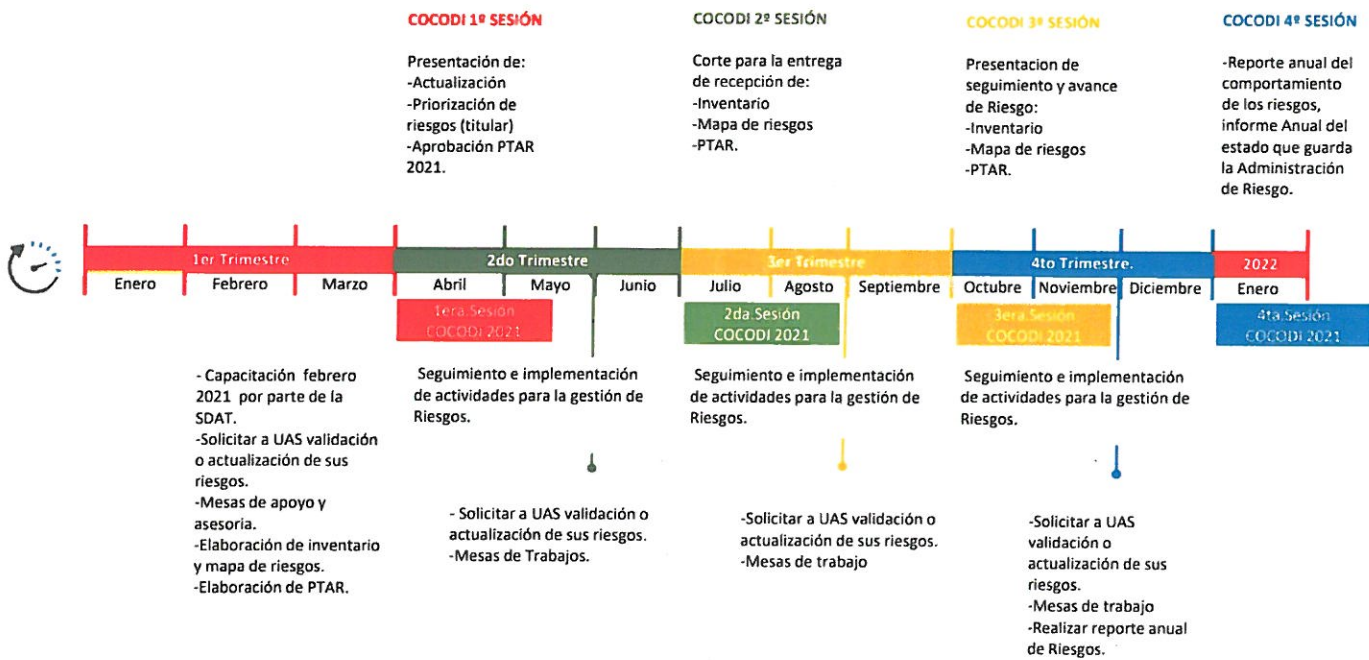 COCODI 1º SESIÓN
Presentación de:
-Actualización
-Priorización de
riesgos (titular)
-Aprobación PTAR
2021.
COCODI 2º SESIÓN
Corte para la entrega
de recepción de:
-Inventario
-Mapa de riesgos
-PTAR.
COCODI 3º SESIÓN
Presentacion de
seguimiento y avance
de Riesgo:
-Inventario
-Mapa de riesgos
-PTAR.
COCODI 4º SESIÓN
-Reporte anual del
comportamiento
de los riesgos,
informe Anual del
estado que guarda
la Administración
de Riesgo.
1er Trimestre
2do Trimestre
3er Trimestre
4to Trimestre.
2022
Enero
Febrero
Marzo
Abril
Mayo
Junio
Julio
Agosto
Septiembre
Octubre
Noviembre
Diciembre
Enero
1era.Sesión
COCODI 2021
2da.Sesión
COCODI 2021
3era.Sesión
COCODI 2021
4ta.Sesión
COCODI 2021
- Capacitación febrero
2021 por parte de la
SDAT.
-Solicitar a UAS validación
o actualización de sus
riesgos.
-Mesas de apoyo y
asesoria.
-Elaboración de inventario
y mapa de riesgos.
-Elaboración de PTAR.
Seguimiento e implementación
de actividades para la gestión de
Riesgos.
- Solicitar a UAS validación o
actualización de sus riesgos.
-Mesas de Trabajos.
Seguimiento e implementación
de actividades para la gestión de
Riesgos.
-Solicitar a UAS validación o
actualización de sus riesgos.
-Mesas de trabajo
Seguimiento e implementación
de actividades para la gestión de
Riesgos.
-Solicitar a UAS
validación o
actualización de sus
riesgos.
-Mesas de trabajo
-Realizar reporte anual
de Riesgos.